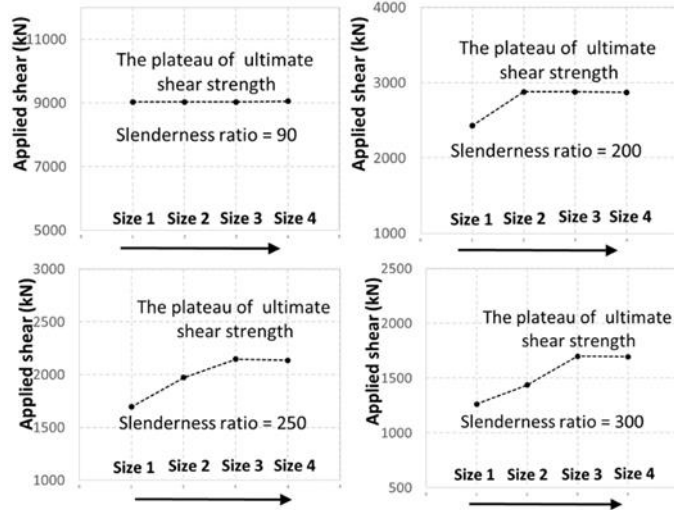 Applied shear (kN)
11000
9000
7000
5000
The plateau of ultimate
shear strength
Slenderness ratio = 90
Size 1 Size 2 Size 3 Size 4
Applied shear (kN)
4000
3000
2000
1000
The plateau of ultimate
shear strength
Slenderness ratio = 200
Size 1 Size 2 Size 3 Size 4
Applied shear (kN)
3000
2500
2000
1500
1000
The plateau of ultimate
shear strength
Slenderness ratio = 250
Size 1 Size 2 Size 3 Size 4
Applied shear (kN)
2500
2000
1500
1000
500
The plateau of ultimate
shear strength
Slenderness ratio = 300
Size 1 Size 2 Size 3 Size 4